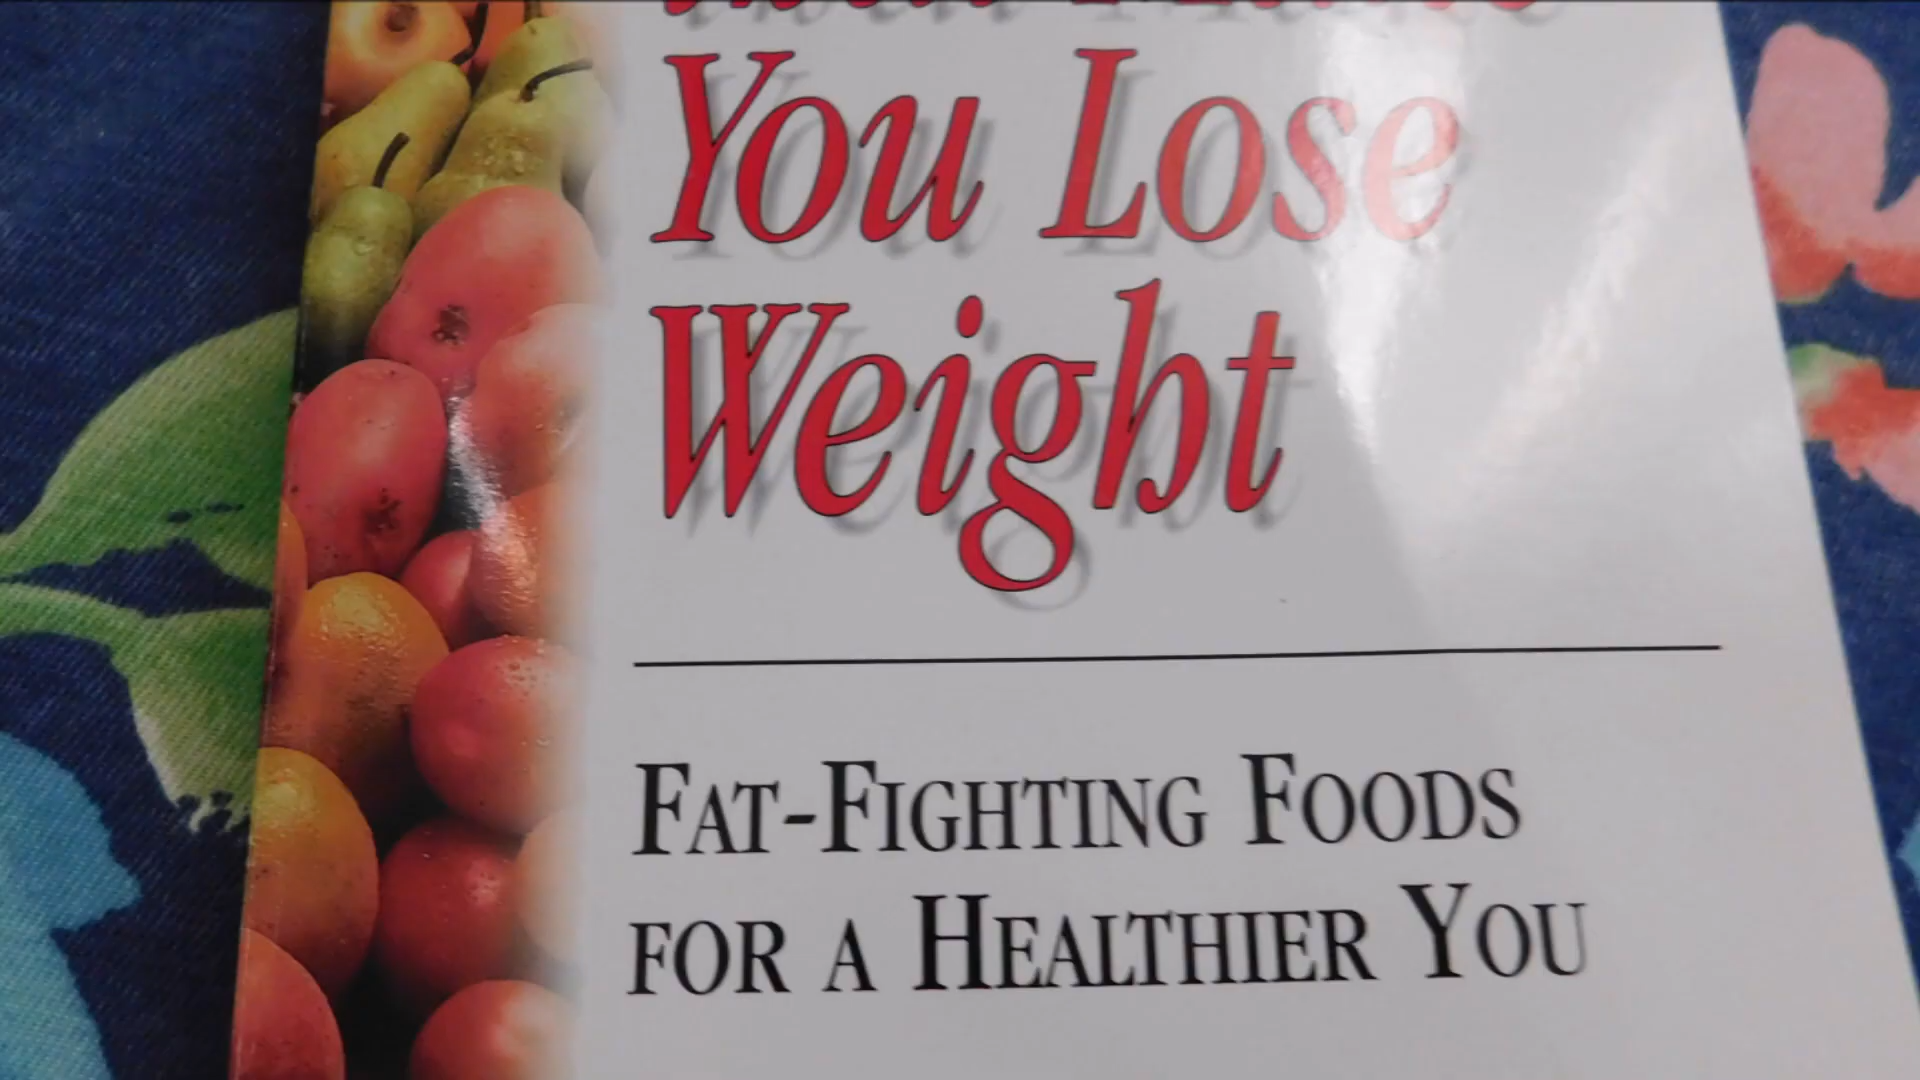 You Lose
Weight
FAT-FIGHTING FOODS
FOR A HEALTHIER YOU